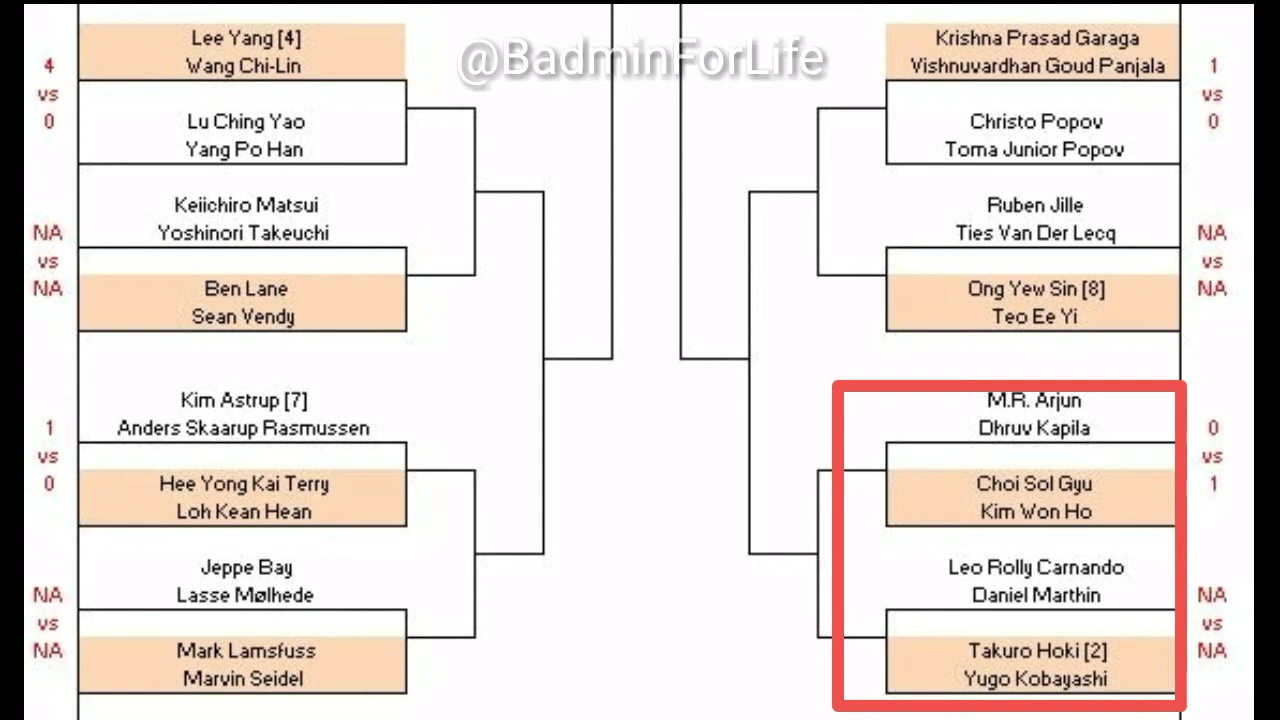 @BadminForLife
Lee Yang [4]
4
Wang Chi-Lin
vs
0
Lu Ching Yao
Yang Po Han
Keiichiro Matsui
NA
Yoshinori Takeuchi
vs
NA
Ben Lane
Sean Vendy
Kim Astrup [7]
1
Anders Skaarup Rasmussen
vs
0
Hee Yong Kai Terry
Loh Kean Hean
Jeppe Bay
NA
Lasse Mølhede
vs
NA
Mark Lamsfuss
Marvin Seidel
Krishna Prasad Garaga
Vishnuvardhan Goud Panjala
1
vs
Christo Popov
0
Toma Junior Popov
Ruben Jille
Ties Van Der Lecq
NA
vs
Ong Yew Sin [8]
NA
Teo Ee Yi
M.R. Arjun
Dhruv Kapila
0
vs
Choi Sol Gyu
1
Kim Won Ho
Leo Rolly Carnando
Daniel Marthin
NA
vs
Takuro Hoki [2]
NA
Yugo Kobayashi